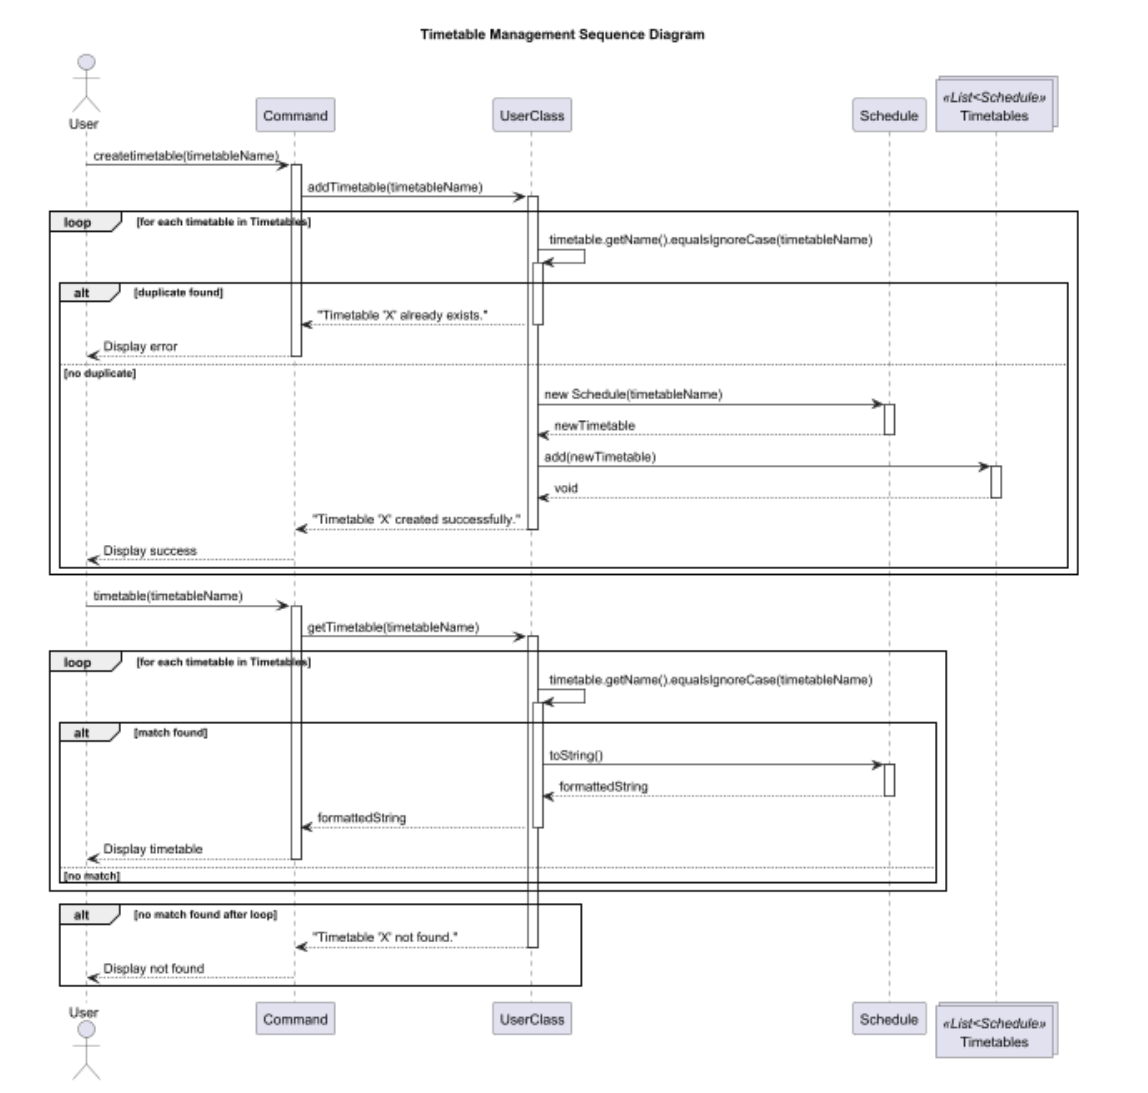 Timetable Management Sequence Diagram
User
Command
UserClass
Schedule
«List<Schedule»
Timetables
createtimetable(timetableName)
addTimetable(timetableName)
loop [for each timetable in Timetables]
timetable.getName().equalsIgnoreCase(timetableName)
alt [duplicate found]
"Timetable 'X' already exists."
Display error
[no duplicate]
new Schedule(timetableName)
newTimetable
add(newTimetable)
void
"Timetable 'X' created successfully."
Display success
timetable(timetableName)
getTimetable(timetableName)
loop [for each timetable in Timetables]
timetable.getName().equalsIgnoreCase(timetableName)
alt [match found]
toString()
formattedString
formattedString
Display timetable
[no match]
alt [no match found after loop]
"Timetable 'X' not found."
Display not found
User
Command
UserClass
Schedule
«List<Schedule»
Timetables